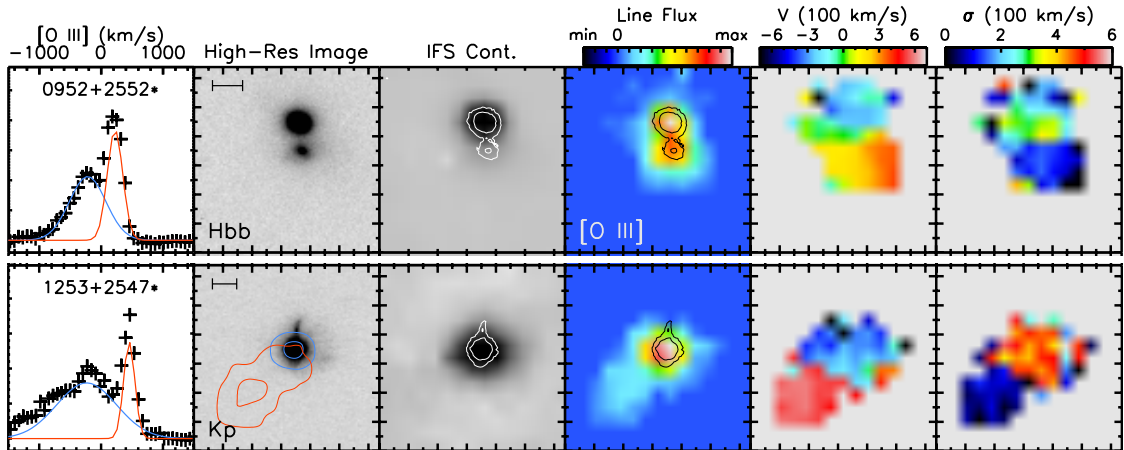 [O III] (km/s)
−1000 0 1000
High-Res Image
IFS Cont.
Line Flux
min 0 max
V (100 km/s)
−6 −3 0 3 6
σ (100 km/s)
0 2 4 6
0952+2552*
Hbb
[O III]
1253+2547*
Kp